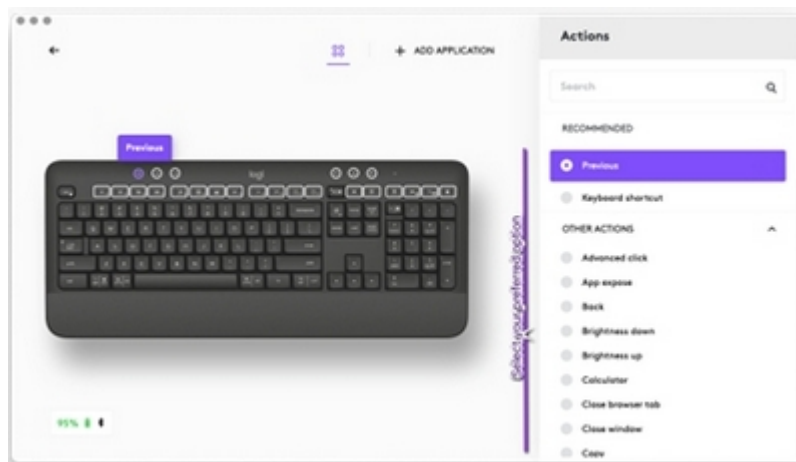 ADD APPLICATION
Previous
logi
95%
(Select your preferred option
Actions
Search
RECOMMENDED
Previous
Keyboard shortcut
OTHER ACTIONS
Advanced click
App expose
Back
Brightness down
Brightness up
Calculator
Close browser tab
Close window
Copy